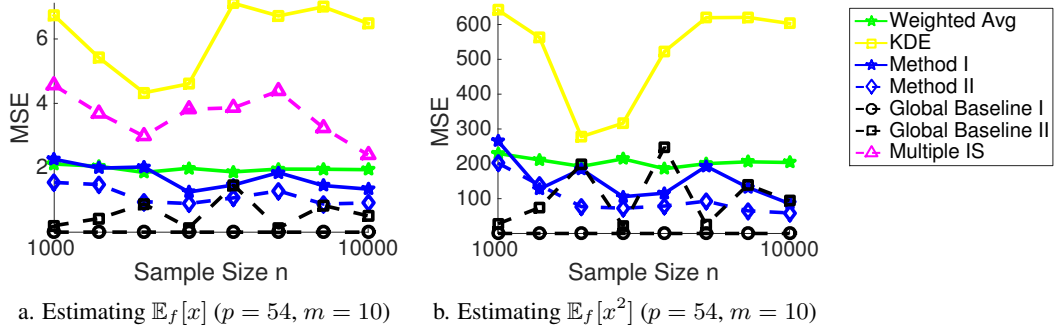 MSE
6
4
2
1000
10000
Sample Size n
a. Estimating 𝔼_f[x] (p = 54, m = 10)
MSE
600
500
400
300
200
100
1000
10000
Sample Size n
b. Estimating 𝔼_f[x²] (p = 54, m = 10)
Weighted Avg
KDE
Method I
Method II
Global Baseline I
Global Baseline II
Multiple IS